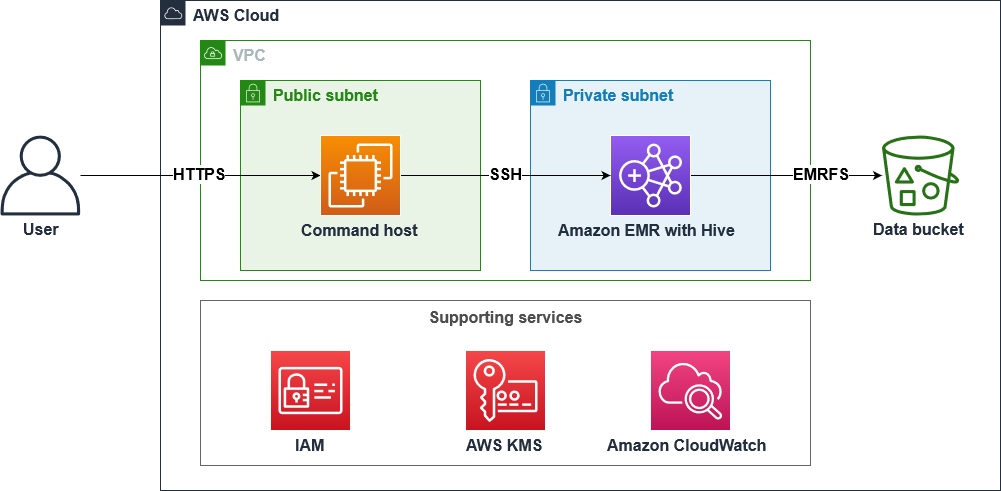 AWS Cloud
VPC
Public subnet
Private subnet
HTTPS
SSH
EMRFS
User
Command host
Amazon EMR with Hive
Data bucket
Supporting services
IAM
AWS KMS
Amazon CloudWatch